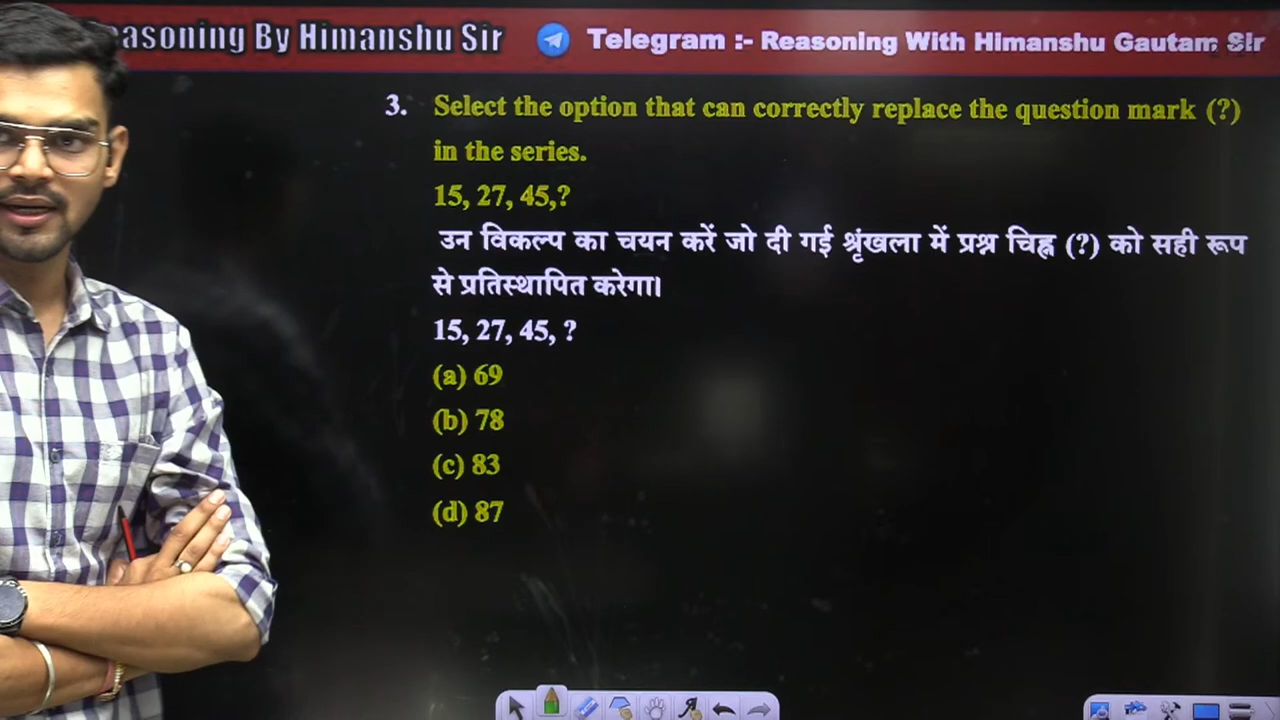 Reasoning By Himanshu Sir
Telegram :- Reasoning With Himanshu Gautam Sir
3. Select the option that can correctly replace the question mark (?)
in the series.
15, 27, 45,?
उन विकल्प का चयन करें जो दी गई श्रृंखला में प्रश्न चिह्न (?) को सही रूप
से प्रतिस्थापित करेगा।
15, 27, 45, ?
(a) 69
(b) 78
(c) 83
(d) 87